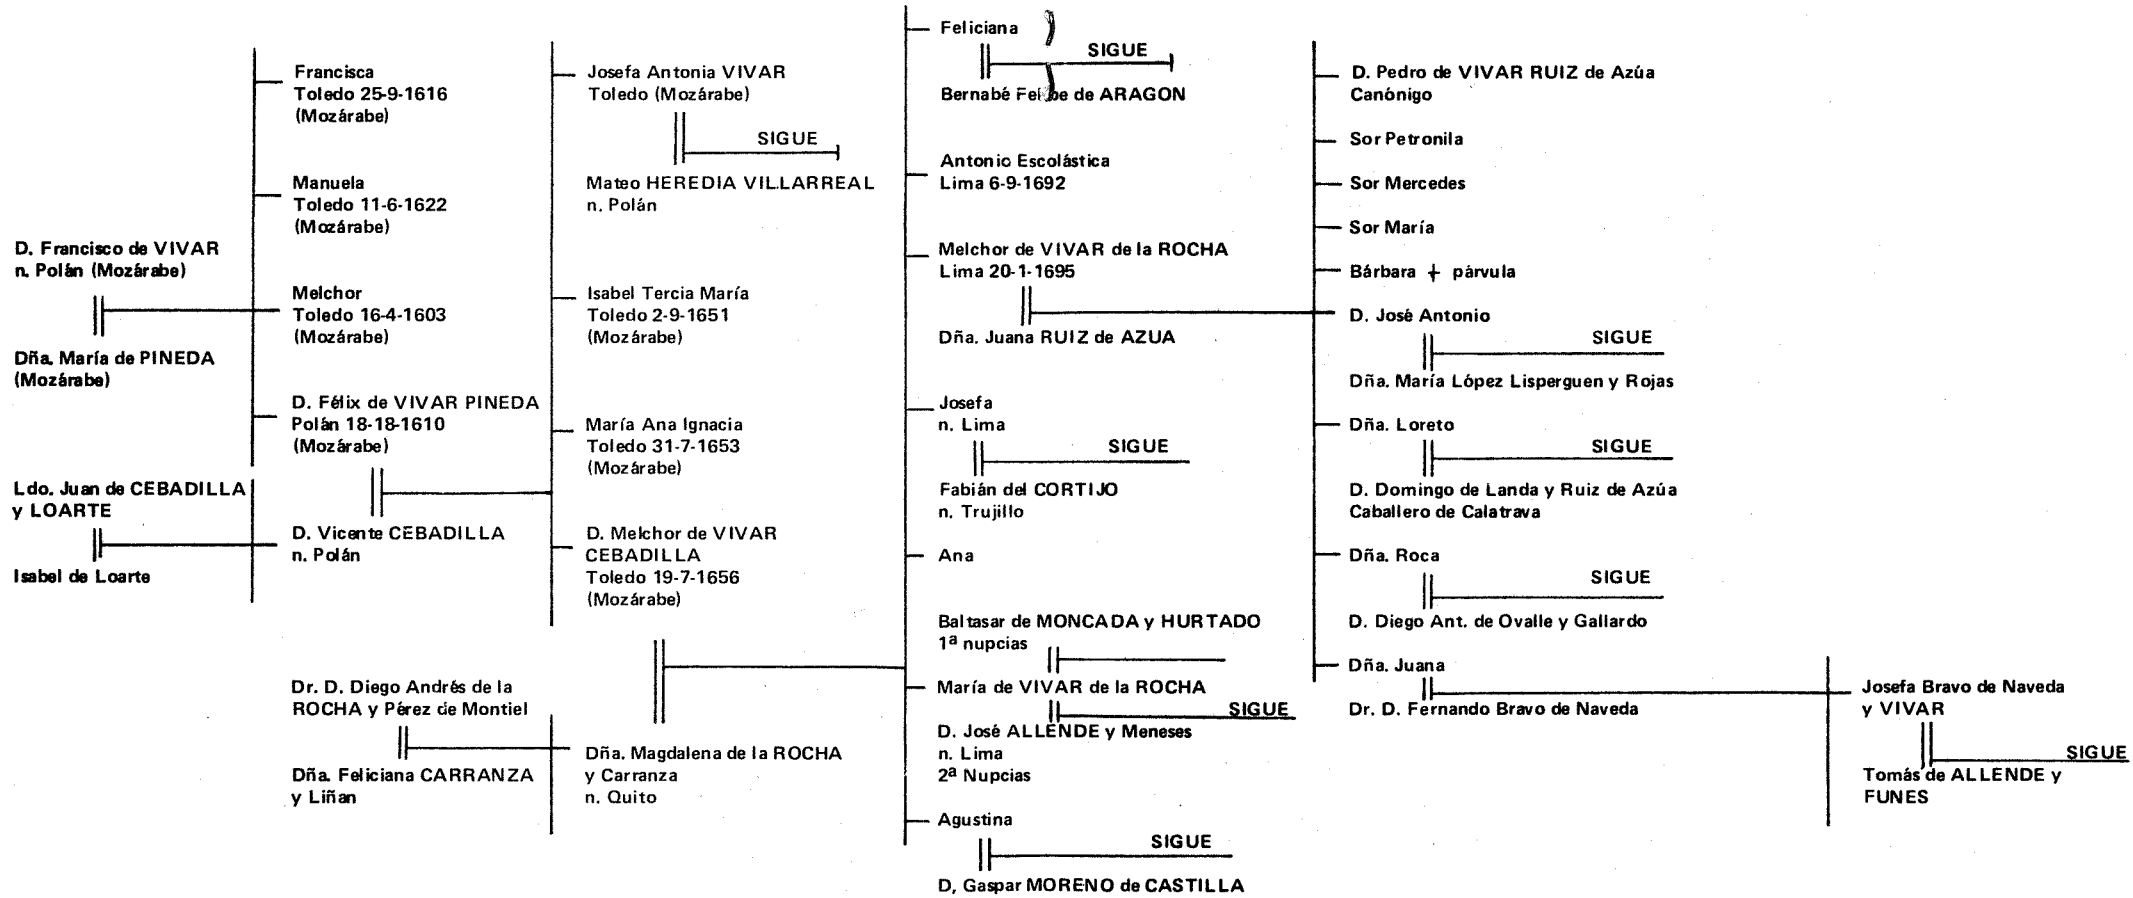 D. Francisco de VIVAR
n. Polán (Mozárabe)
Dña. María de PINEDA
(Mozárabe)
Ldo. Juan de CEBADILLA
y LOARTE
Isabel de Loarte
Francisca
Toledo 25-9-1616
(Mozárabe)
Manuela
Toledo 11-6-1622
(Mozárabe)
Melchor
Toledo 16-4-1603
(Mozárabe)
D. Félix de VIVAR PINEDA
Polán 18-18-1610
(Mozárabe)
D. Vicente CEBADILLA
n. Polán
Dr. D. Diego Andrés de la
ROCHA y Pérez de Montiel
Dña. Feliciana CARRANZA
y Liñan
Josefa Antonia VIVAR
Toledo (Mozárabe)
SIGUE
Mateo HEREDIA VILLARREAL
n. Polán
Isabel Tercia María
Toledo 2-9-1651
(Mozárabe)
María Ana Ignacia
Toledo 31-7-1653
(Mozárabe)
D. Melchor de VIVAR
CEBADILLA
Toledo 19-7-1656
(Mozárabe)
Dña. Magdalena de la ROCHA
y Carranza
n. Quito
Feliciana
SIGUE
Bernabé Felipe de ARAGON
Antonio Escolástica
Lima 6-9-1692
Melchor de VIVAR de la ROCHA
Lima 20-1-1695
Dña. Juana RUIZ de AZUA
Josefa
n. Lima
SIGUE
Fabián del CORTIJO
n. Trujillo
Ana
Baltasar de MONCADA y HURTADO
1ª nupcias
María de VIVAR de la ROCHA
SIGUE
D. José ALLENDE y Meneses
n. Lima
2ª Nupcias
Agustina
SIGUE
D, Gaspar MORENO de CASTILLA
D. Pedro de VIVAR RUIZ de Azúa
Canónigo
Sor Petronila
Sor Mercedes
Sor María
Bárbara + párvula
D. José Antonio
SIGUE
Dña. María López Lisperguen y Rojas
Dña. Loreto
SIGUE
D. Domingo de Landa y Ruiz de Azúa
Caballero de Calatrava
Dña. Roca
SIGUE
D. Diego Ant. de Ovalle y Gallardo
Dña. Juana
Dr. D. Fernando Bravo de Naveda
Josefa Bravo de Naveda
y VIVAR
SIGUE
Tomás de ALLENDE y
FUNES